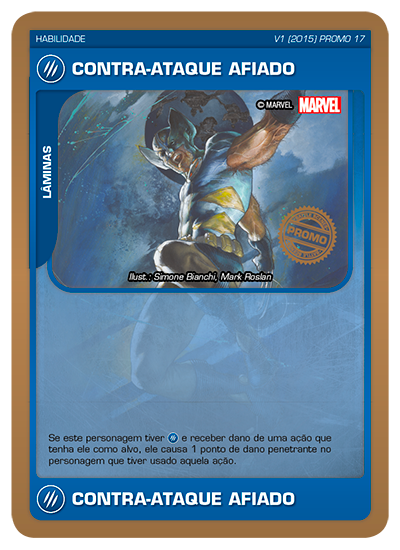 HABILIDADE
V1 (2015) PROMO 17
CONTRA-ATAQUE AFIADO
© MARVEL MARVEL
LÂMINAS
PROMO
Ilust.: Simone Bianchi, Mark Roslan
Se este personagem tiver e receber dano de uma ação que
tenha ele como alvo, ele causa 1 ponto de dano penetrante no
personagem que tiver usado aquela ação.
CONTRA-ATAQUE AFIADO